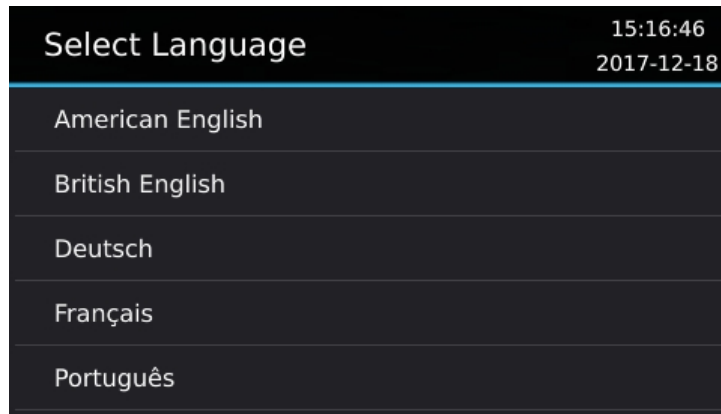 Select Language
15:16:46
2017-12-18
American English
British English
Deutsch
Français
Português